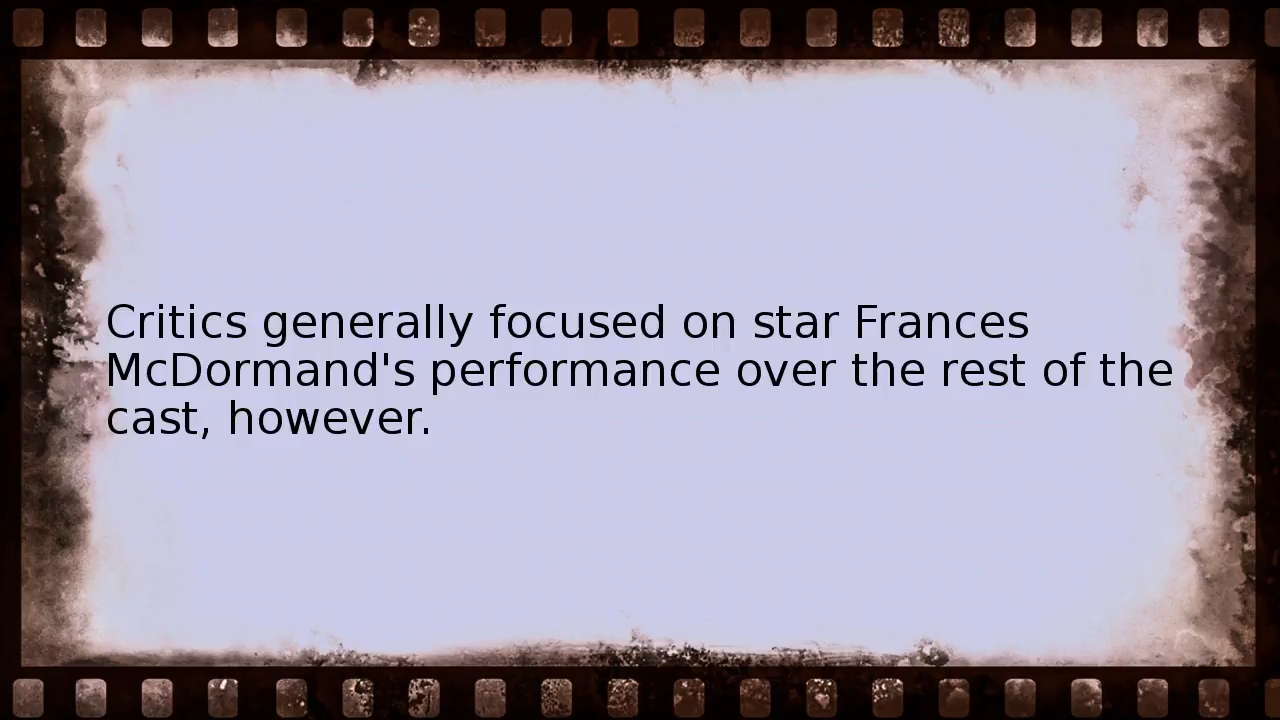 Critics generally focused on star Frances
McDormand's performance over the rest of the
cast, however.